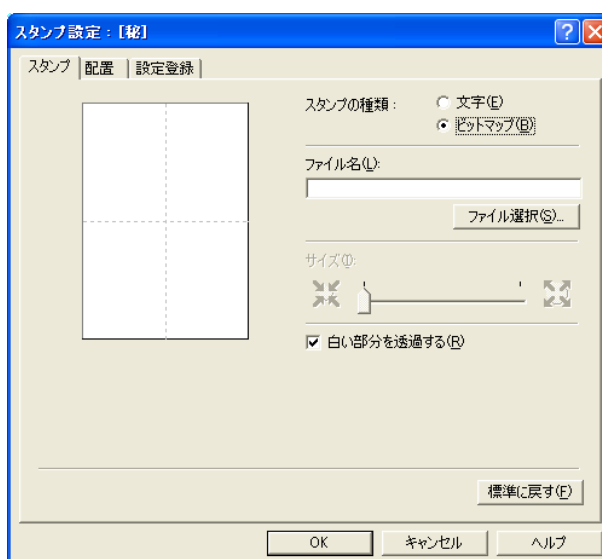 スタンプ設定：[秘]
スタンプ 配置 設定登録
スタンプの種類：
文字(E)
ビットマップ(B)
ファイル名(L):
ファイル選択(S)...
サイズ(I):
白い部分を透過する(R)
標準に戻す(F)
OK キャンセル ヘルプ